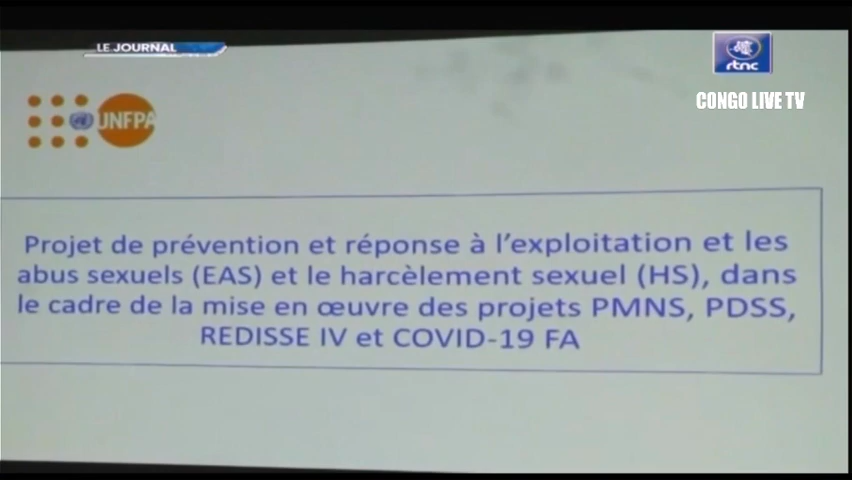 LE JOURNAL
rtnc
CONGO LIVE TV
UNFPA
Projet de prévention et réponse à l'exploitation et les
abus sexuels (EAS) et le harcèlement sexuel (HS), dans
le cadre de la mise en œuvre des projets PMNS, PDSS,
REDISSE IV et COVID-19 FA